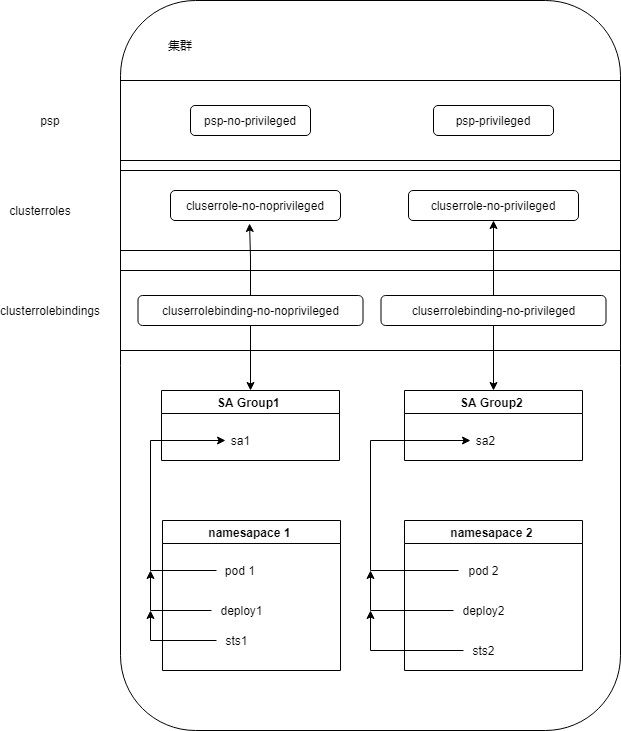 集群
psp
psp-no-privileged
psp-privileged
clusterroles
cluserrole-no-noprivileged
cluserrole-no-privileged
clusterrolebindings
cluserrolebinding-no-noprivileged
cluserrolebinding-no-privileged
SA Group1
SA Group2
sa1
sa2
namesapace 1
namesapace 2
pod 1
pod 2
deploy1
deploy2
sts1
sts2